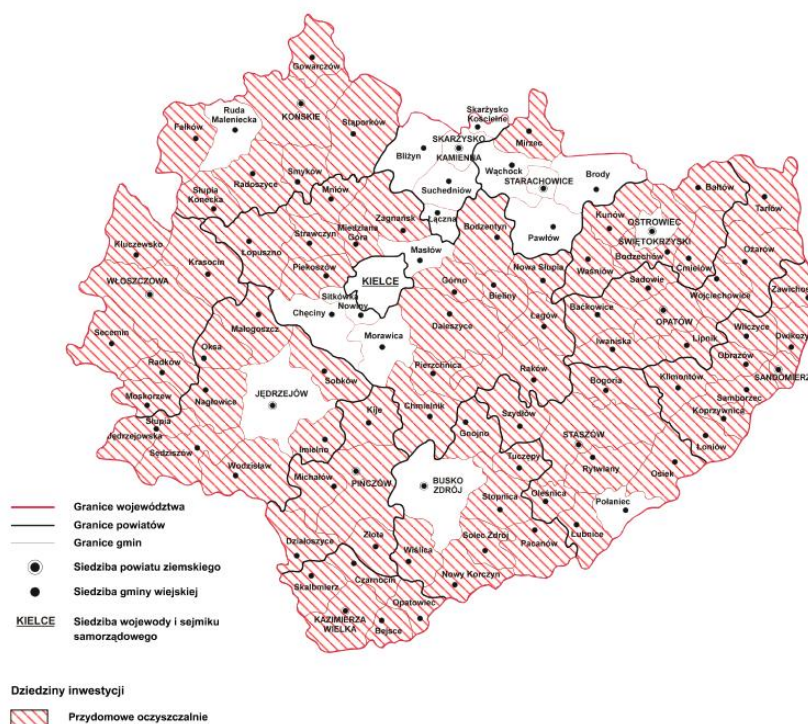 Gowarczów
Ruda
Maleniecka
KOŃSKIE
Fałków
Stąporków
Skarżysko
Kościelne
SKARŻYSKO
KAMIENNA
Mirzec
Bliżyn
Wąchock
STARACHOWICE
Brody
Radoszyce
Smyków
Słupia
Konecka
Mniów
Suchedniów
Łączna
Pawłów
Bałtów
Tarłów
Kunów
OSTROWIEC
ŚWIĘTOKRZYSKI
Bodzechów
Ćmielów
Ożarów
Zagnańsk
Bodzentyn
Miedziana
Góra
Strawczyn
Kluczewsko
Łopuszno
Krasocin
Masłów
Piekoszów
KIELCE
Nowa Słupia
Waśniów
Sadowie
Wojciechowice
Zawichost
WŁOSZCZOWA
Sitkówka
Nowiny
Górno
Bieliny
Chęciny
Małogoszcz
Daleszyce
Łagów
Baćkowice
OPATÓW
Wilczyce
Dwikozy
Secemin
Oksa
Morawica
Iwaniska
Lipnik
Obrazów
SANDOMIERZ
Radków
Pierzchnica
Raków
Sobków
Bogoria
Klimontów
Samborzec
Moskorzew
Nagłowice
JĘDRZEJÓW
Koprzywnica
Słupia
Jędrzejowska
Kije
Chmielnik
Szydłów
Gnojno
STASZÓW
Łoniów
Sędziszów
Imielno
Rytwiany
Osiek
Wodzisław
Michałów
PIŃCZÓW
BUSKO
ZDRÓJ
Tuczępy
Oleśnica
Połaniec
Stopnica
Łubnice
Działoszyce
Złota
Wiślica
Solec Zdrój
Pacanów
Skalbmierz
Czarnocin
Nowy Korczyn
Opatowiec
KAZIMIERZA
WIELKA
Bejsce
Granice województwa
Granice powiatów
Granice gmin
Siedziba powiatu ziemskiego
Siedziba gminy wiejskiej
KIELCE
Siedziba wojewody i sejmiku
samorządowego
Dziedziny inwestycji
Przydomowe oczyszczalnie